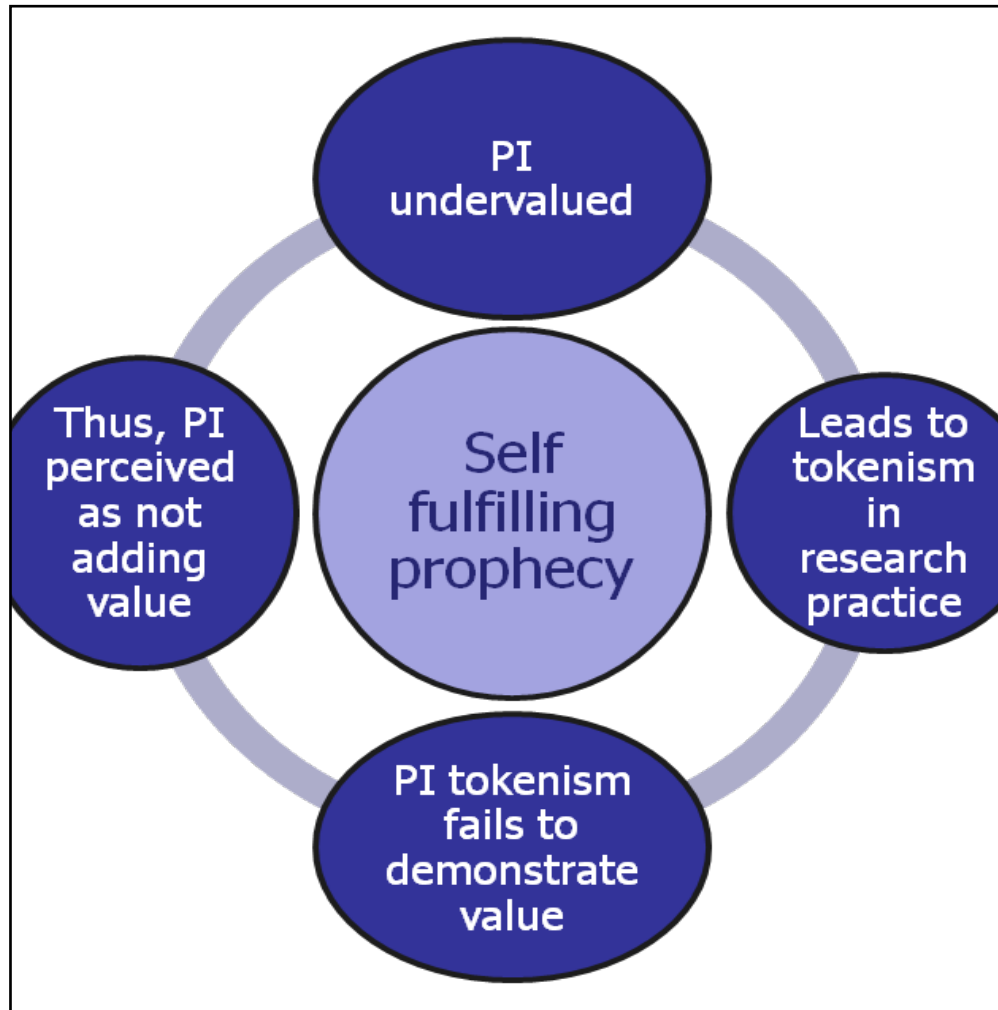 PI
undervalued
Thus, PI
perceived
as not
adding
value
Self
fulfilling
prophecy
Leads to
tokenism
in
research
practice
PI tokenism
fails to
demonstrate
value